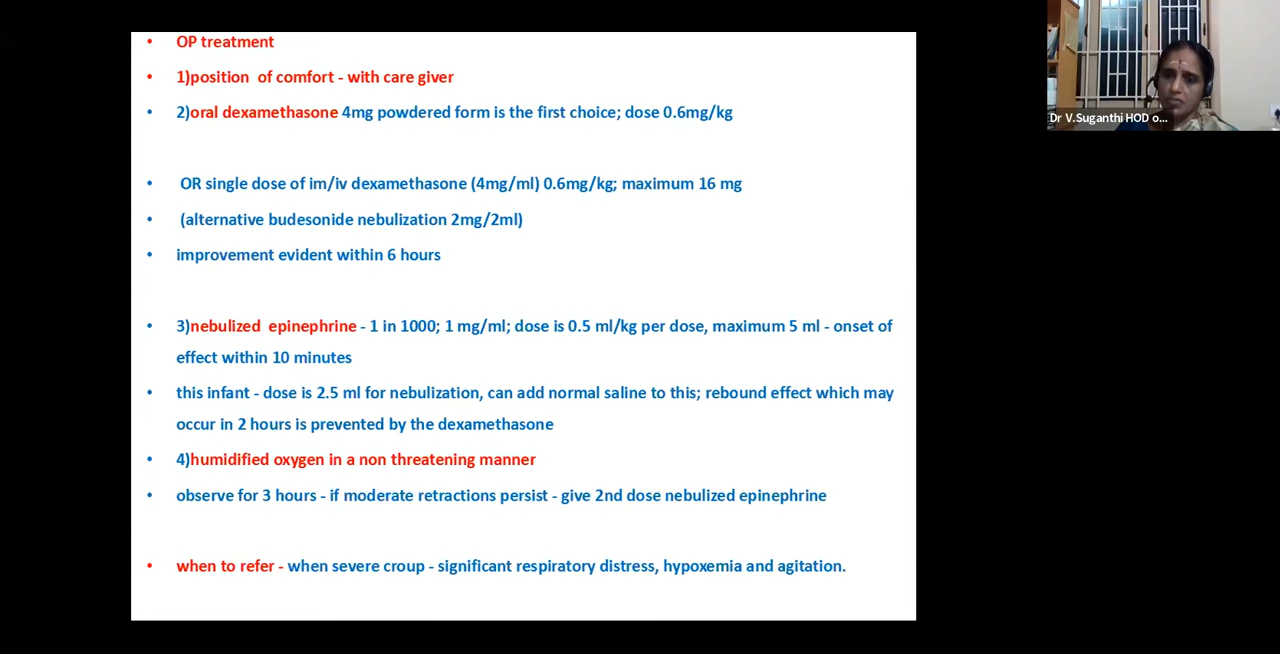 • OP treatment
• 1)position of comfort - with care giver
• 2)oral dexamethasone 4mg powdered form is the first choice; dose 0.6mg/kg
• OR single dose of im/iv dexamethasone (4mg/ml) 0.6mg/kg; maximum 16 mg
• (alternative budesonide nebulization 2mg/2ml)
• improvement evident within 6 hours
• 3)nebulized epinephrine - 1 in 1000; 1 mg/ml; dose is 0.5 ml/kg per dose, maximum 5 ml - onset of
effect within 10 minutes
• this infant - dose is 2.5 ml for nebulization, can add normal saline to this; rebound effect which may
occur in 2 hours is prevented by the dexamethasone
• 4)humidified oxygen in a non threatening manner
• observe for 3 hours - if moderate retractions persist - give 2nd dose nebulized epinephrine
• when to refer - when severe croup - significant respiratory distress, hypoxemia and agitation.
Dr V.Suganthi HOD o...